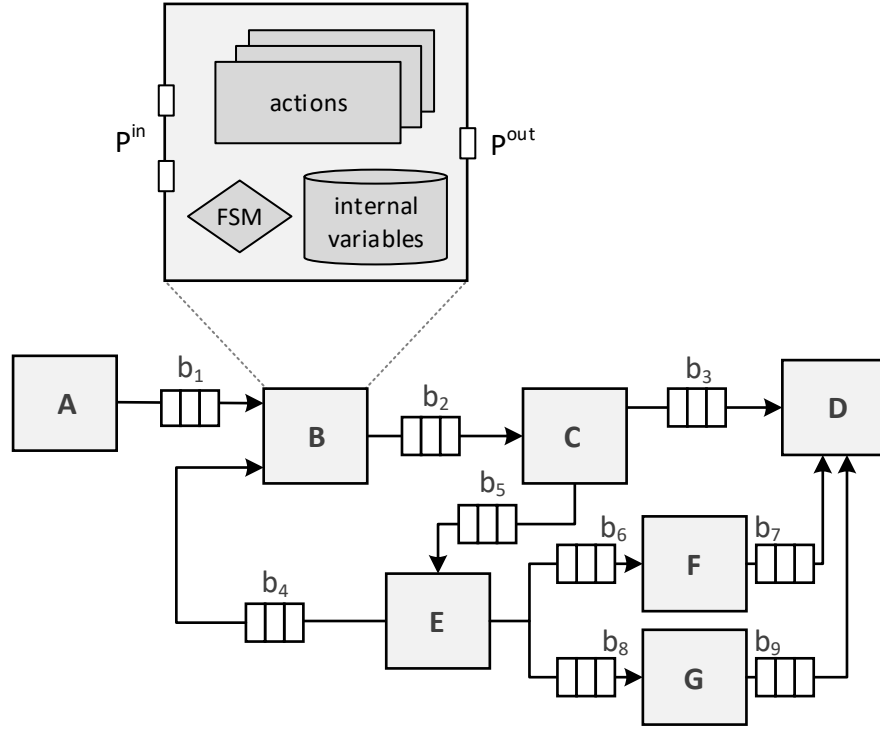 actions
P^in
P^out
FSM
internal
variables
b₁
b₂
b₃
A
B
C
D
b₅
b₆
b₇
F
b₄
E
b₈
b₉
G